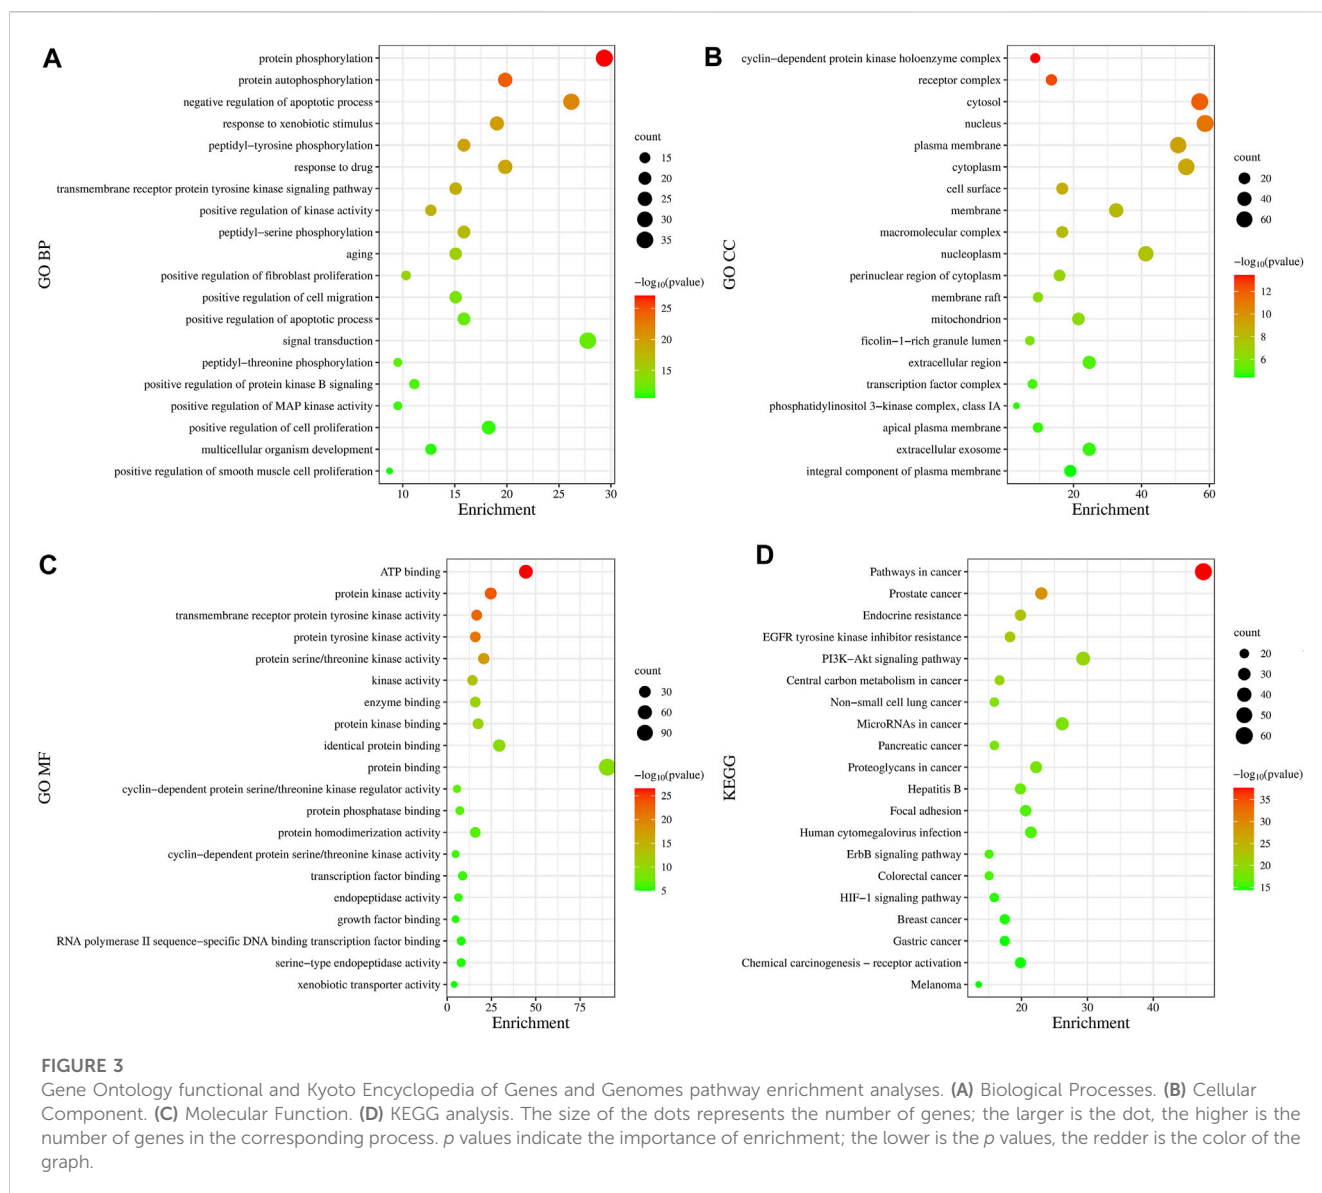 A
protein phosphorylation
protein autophosphorylation
negative regulation of apoptotic process
response to xenobiotic stimulus
peptidyl−tyrosine phosphorylation
response to drug
transmembrane receptor protein tyrosine kinase signaling pathway
positive regulation of kinase activity
peptidyl−serine phosphorylation
aging
positive regulation of fibroblast proliferation
positive regulation of cell migration
positive regulation of apoptotic process
signal transduction
peptidyl−threonine phosphorylation
positive regulation of protein kinase B signaling
positive regulation of MAP kinase activity
positive regulation of cell proliferation
multicellular organism development
positive regulation of smooth muscle cell proliferation
GO BP
10 15 20 25 30
Enrichment
count
15
20
25
30
35
−log10(pvalue)
25
20
15
B
cyclin−dependent protein kinase holoenzyme complex
receptor complex
cytosol
nucleus
plasma membrane
cytoplasm
cell surface
membrane
macromolecular complex
nucleoplasm
perinuclear region of cytoplasm
membrane raft
mitochondrion
ficolin−1−rich granule lumen
extracellular region
transcription factor complex
phosphatidylinositol 3−kinase complex, class IA
apical plasma membrane
extracellular exosome
integral component of plasma membrane
GO CC
20 40 60
Enrichment
count
20
40
60
−log10(pvalue)
12
10
8
6
C
ATP binding
protein kinase activity
transmembrane receptor protein tyrosine kinase activity
protein tyrosine kinase activity
protein serine/threonine kinase activity
kinase activity
enzyme binding
protein kinase binding
identical protein binding
protein binding
cyclin−dependent protein serine/threonine kinase regulator activity
protein phosphatase binding
protein homodimerization activity
cyclin−dependent protein serine/threonine kinase activity
transcription factor binding
endopeptidase activity
growth factor binding
RNA polymerase II sequence−specific DNA binding transcription factor binding
serine−type endopeptidase activity
xenobiotic transporter activity
GO MF
0 25 50 75
Enrichment
count
30
60
90
−log10(pvalue)
25
20
15
10
5
D
Pathways in cancer
Prostate cancer
Endocrine resistance
EGFR tyrosine kinase inhibitor resistance
PI3K−Akt signaling pathway
Central carbon metabolism in cancer
Non−small cell lung cancer
MicroRNAs in cancer
Pancreatic cancer
Proteoglycans in cancer
Hepatitis B
Focal adhesion
Human cytomegalovirus infection
ErbB signaling pathway
Colorectal cancer
HIF−1 signaling pathway
Breast cancer
Gastric cancer
Chemical carcinogenesis − receptor activation
Melanoma
KEGG
20 30 40
Enrichment
count
20
30
40
50
60
−log10(pvalue)
35
30
25
20
15
FIGURE 3
Gene Ontology functional and Kyoto Encyclopedia of Genes and Genomes pathway enrichment analyses. (A) Biological Processes. (B) Cellular
Component. (C) Molecular Function. (D) KEGG analysis. The size of the dots represents the number of genes; the larger is the dot, the higher is the
number of genes in the corresponding process. p values indicate the importance of enrichment; the lower is the p values, the redder is the color of the
graph.